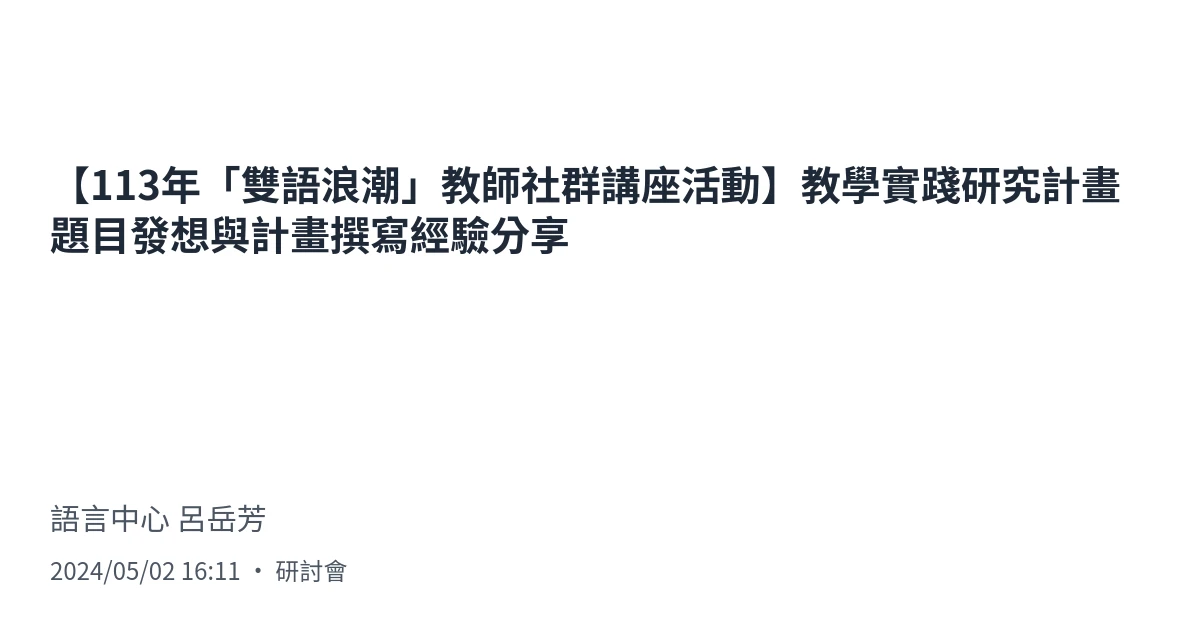 【113年「雙語浪潮」教師社群講座活動】教學實踐研究計畫
題目發想與計畫撰寫經驗分享
語言中心 呂岳芳
2024/05/02 16:11 • 研討會